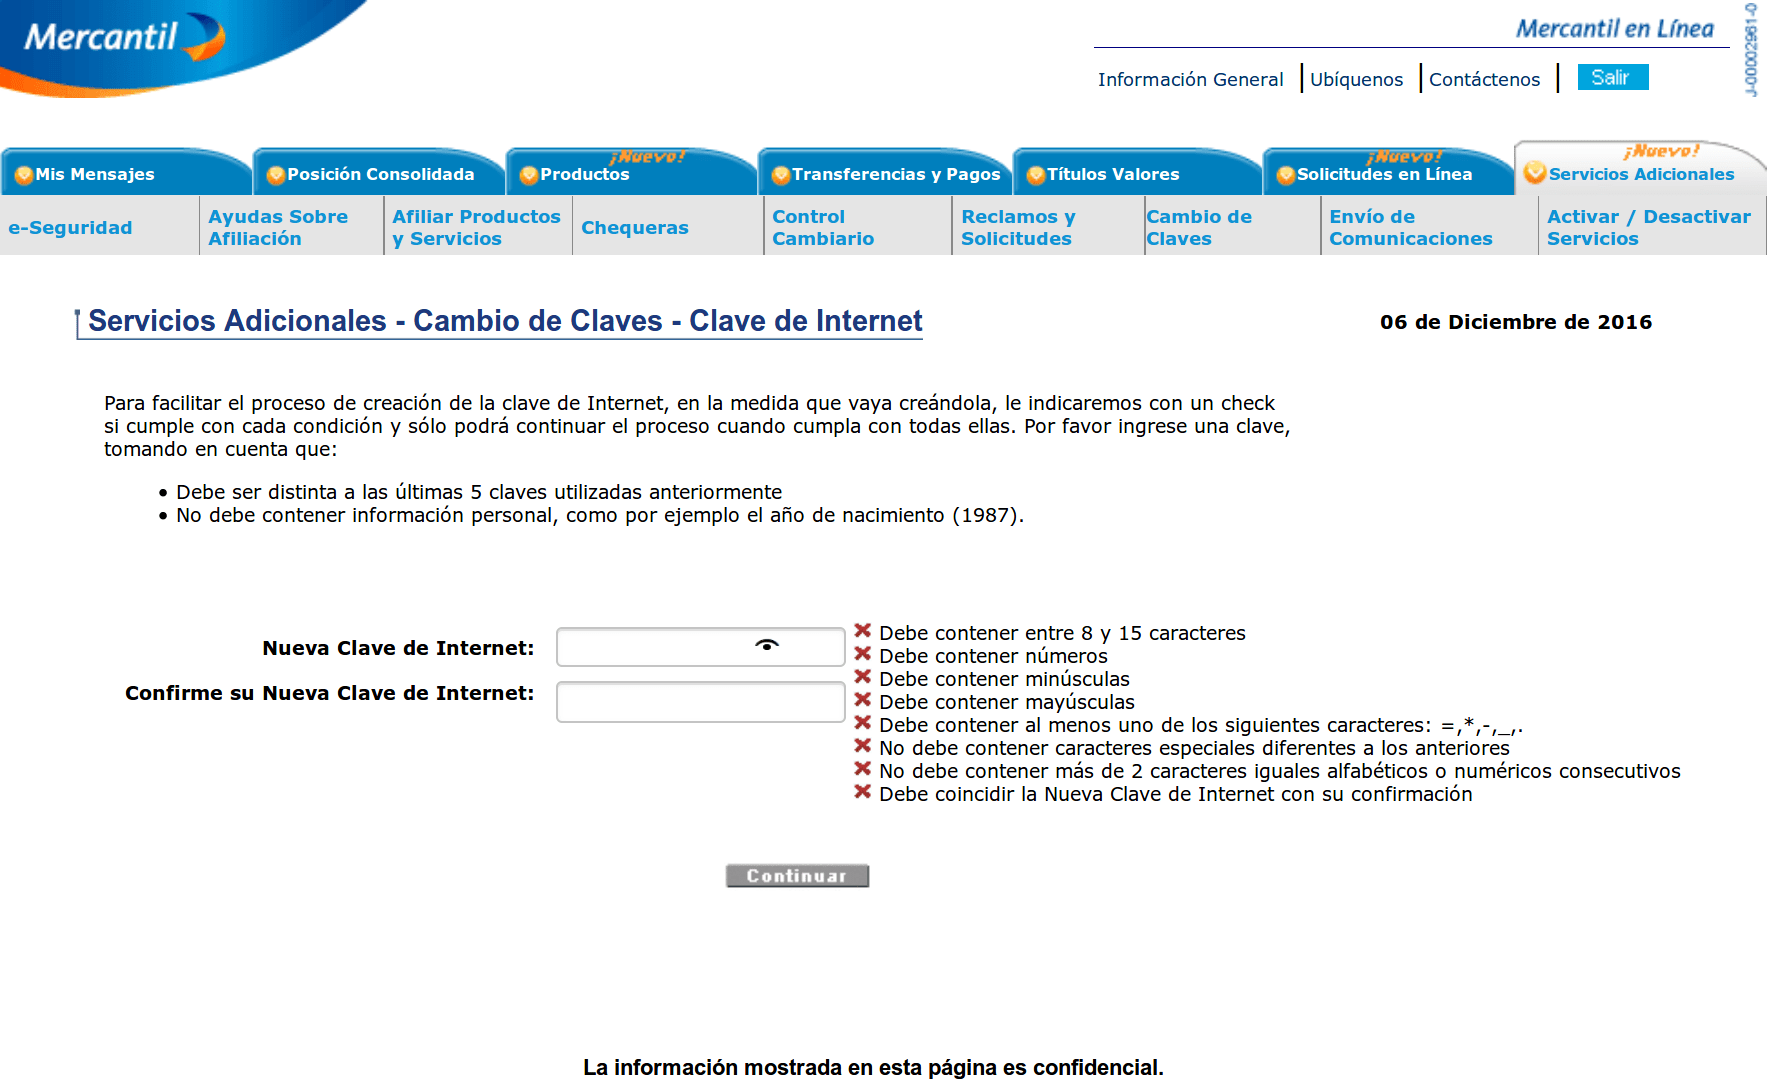 Mercantil
Mercantil en Línea
J-00002961-0
Información General
Ubíquenos
Contáctenos
Salir
Mis Mensajes
Posición Consolidada
¡Nuevo!
Productos
Transferencias y Pagos
Títulos Valores
¡Nuevo!
Solicitudes en Línea
¡Nuevo!
Servicios Adicionales
e-Seguridad
Ayudas Sobre
Afiliación
Afiliar Productos
y Servicios
Chequeras
Control
Cambiario
Reclamos y
Solicitudes
Cambio de
Claves
Envío de
Comunicaciones
Activar / Desactivar
Servicios
Servicios Adicionales - Cambio de Claves - Clave de Internet
06 de Diciembre de 2016
Para facilitar el proceso de creación de la clave de Internet, en la medida que vaya creándola, le indicaremos con un check
si cumple con cada condición y sólo podrá continuar el proceso cuando cumpla con todas ellas. Por favor ingrese una clave,
tomando en cuenta que:
• Debe ser distinta a las últimas 5 claves utilizadas anteriormente
• No debe contener información personal, como por ejemplo el año de nacimiento (1987).
Nueva Clave de Internet:
Confirme su Nueva Clave de Internet:
Debe contener entre 8 y 15 caracteres
Debe contener números
Debe contener minúsculas
Debe contener mayúsculas
Debe contener al menos uno de los siguientes caracteres: =,*,-,_,.
No debe contener caracteres especiales diferentes a los anteriores
No debe contener más de 2 caracteres iguales alfabéticos o numéricos consecutivos
Debe coincidir la Nueva Clave de Internet con su confirmación
Continuar
La información mostrada en esta página es confidencial.